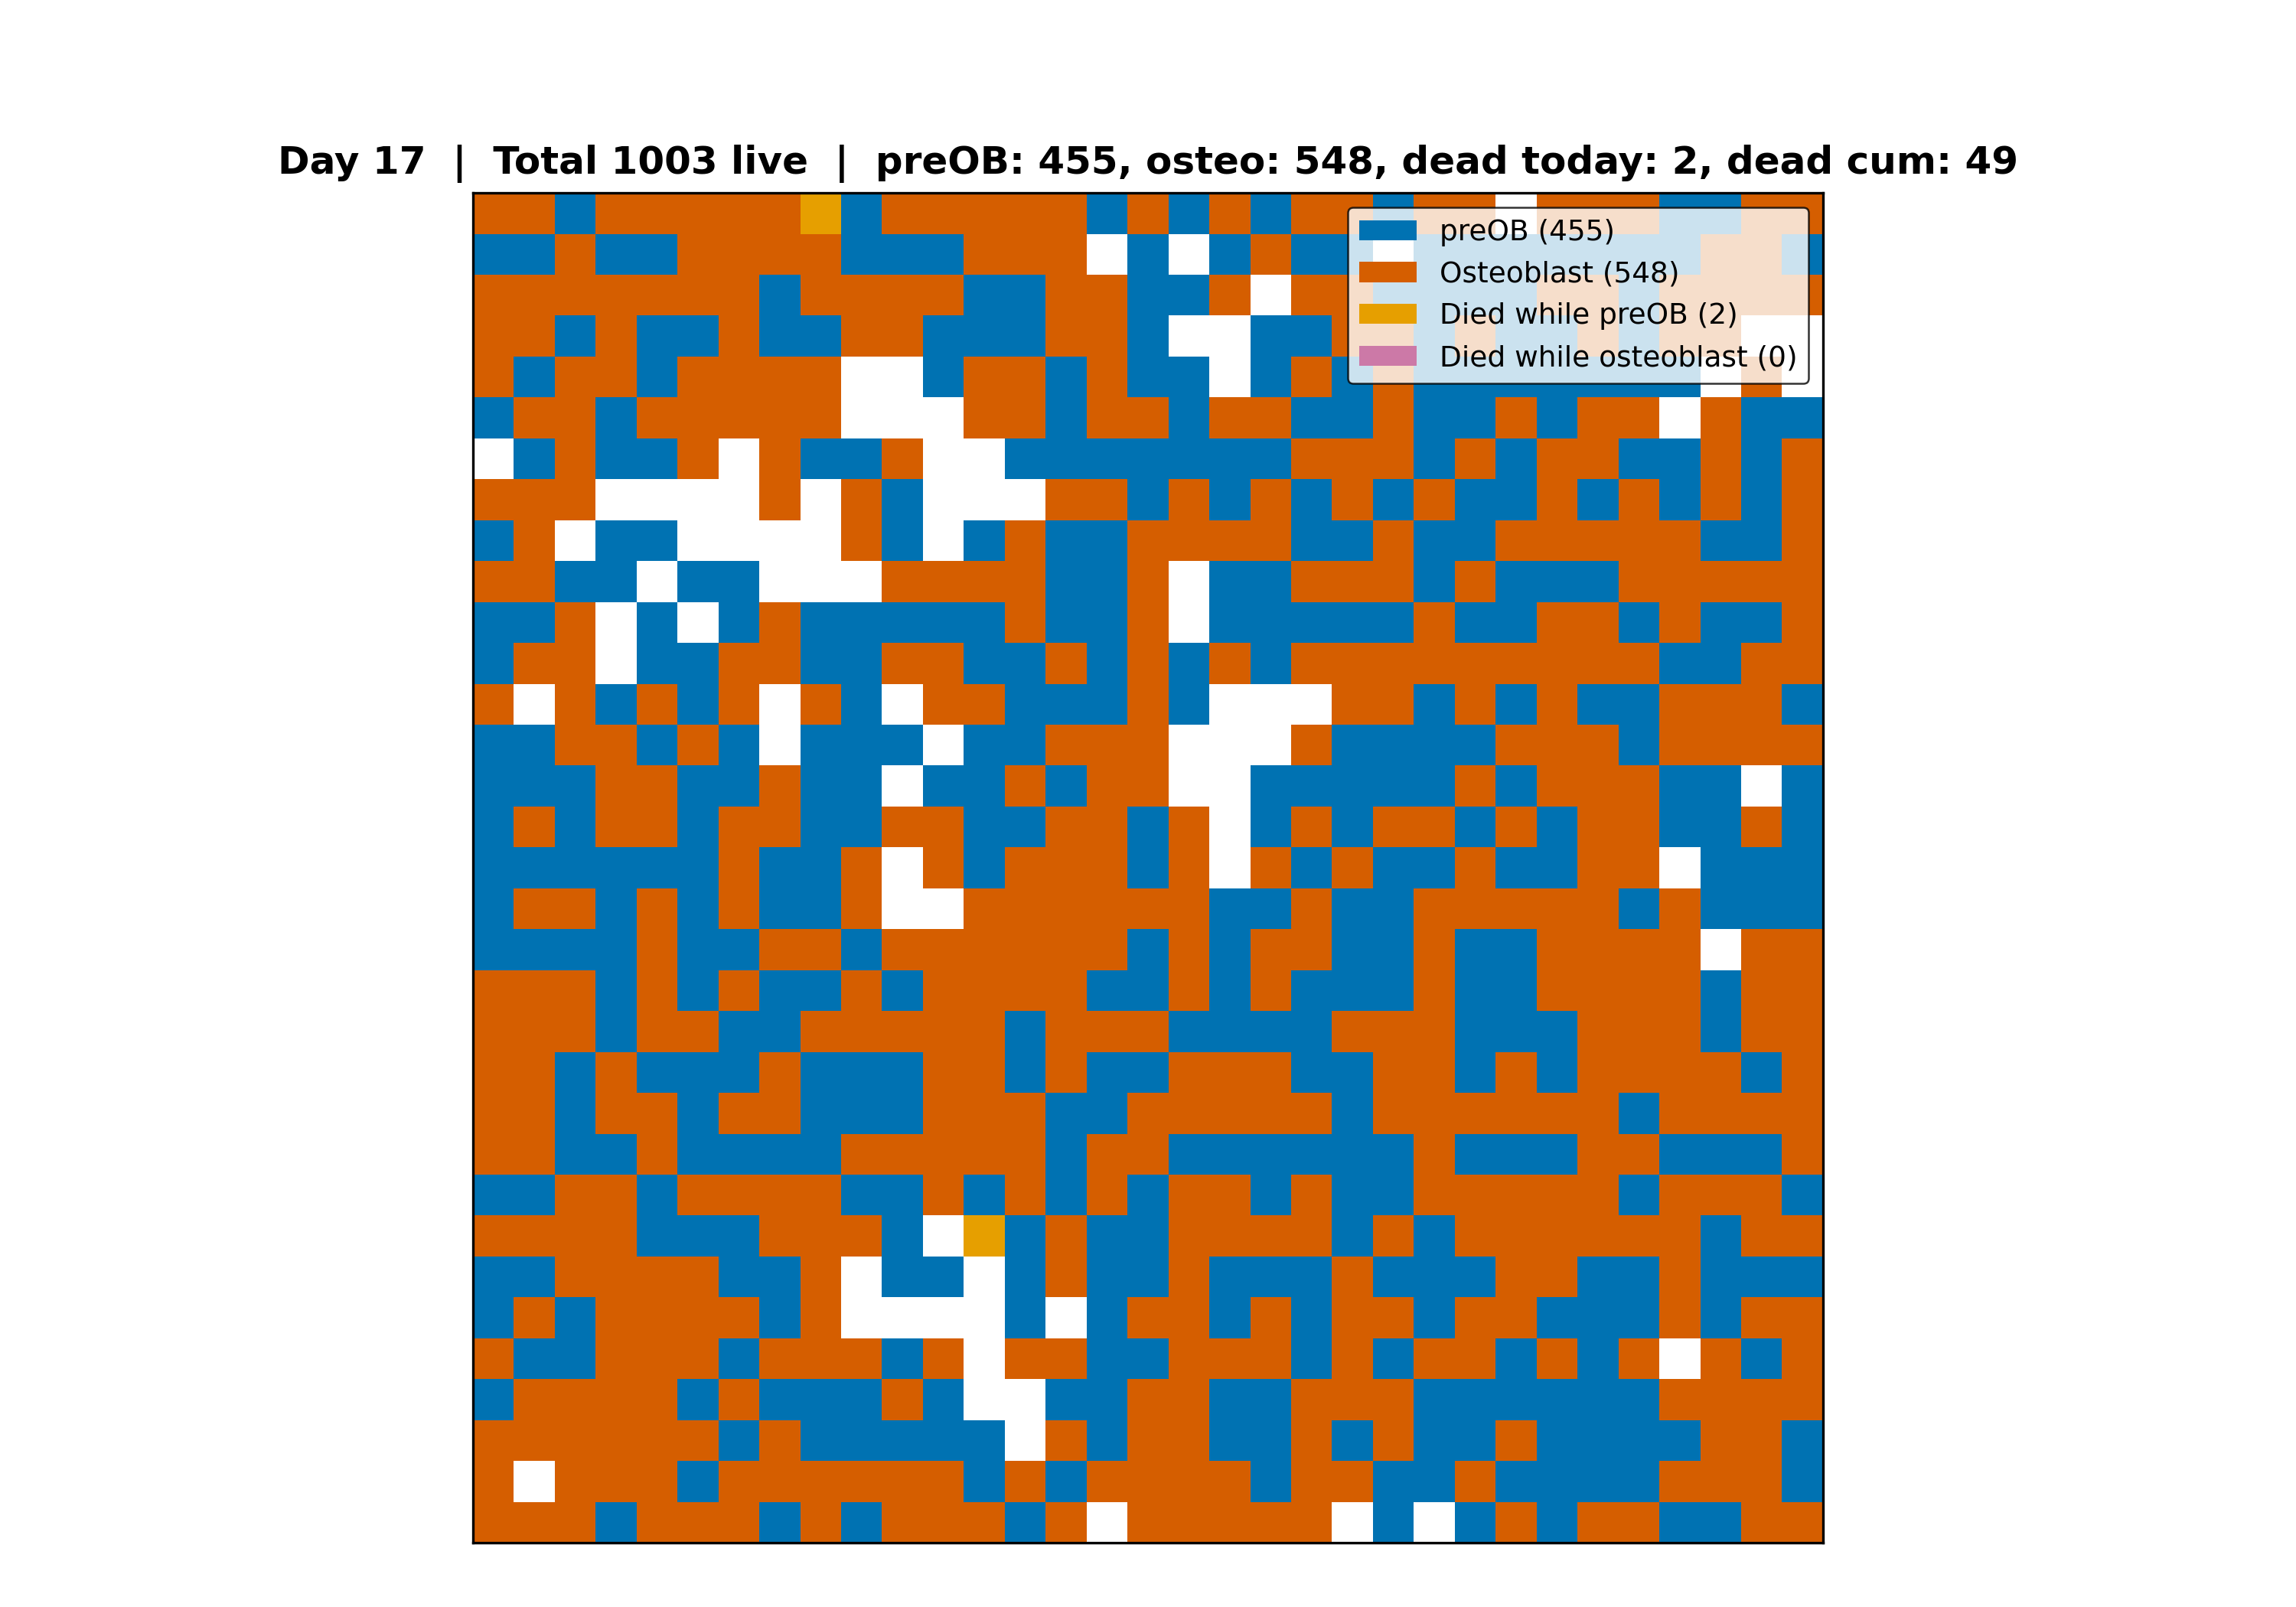 Day 17 | Total 1003 live | preOB: 455, osteo: 548, dead today: 2, dead cum: 49
preOB (455)
Osteoblast (548)
Died while preOB (2)
Died while osteoblast (0)